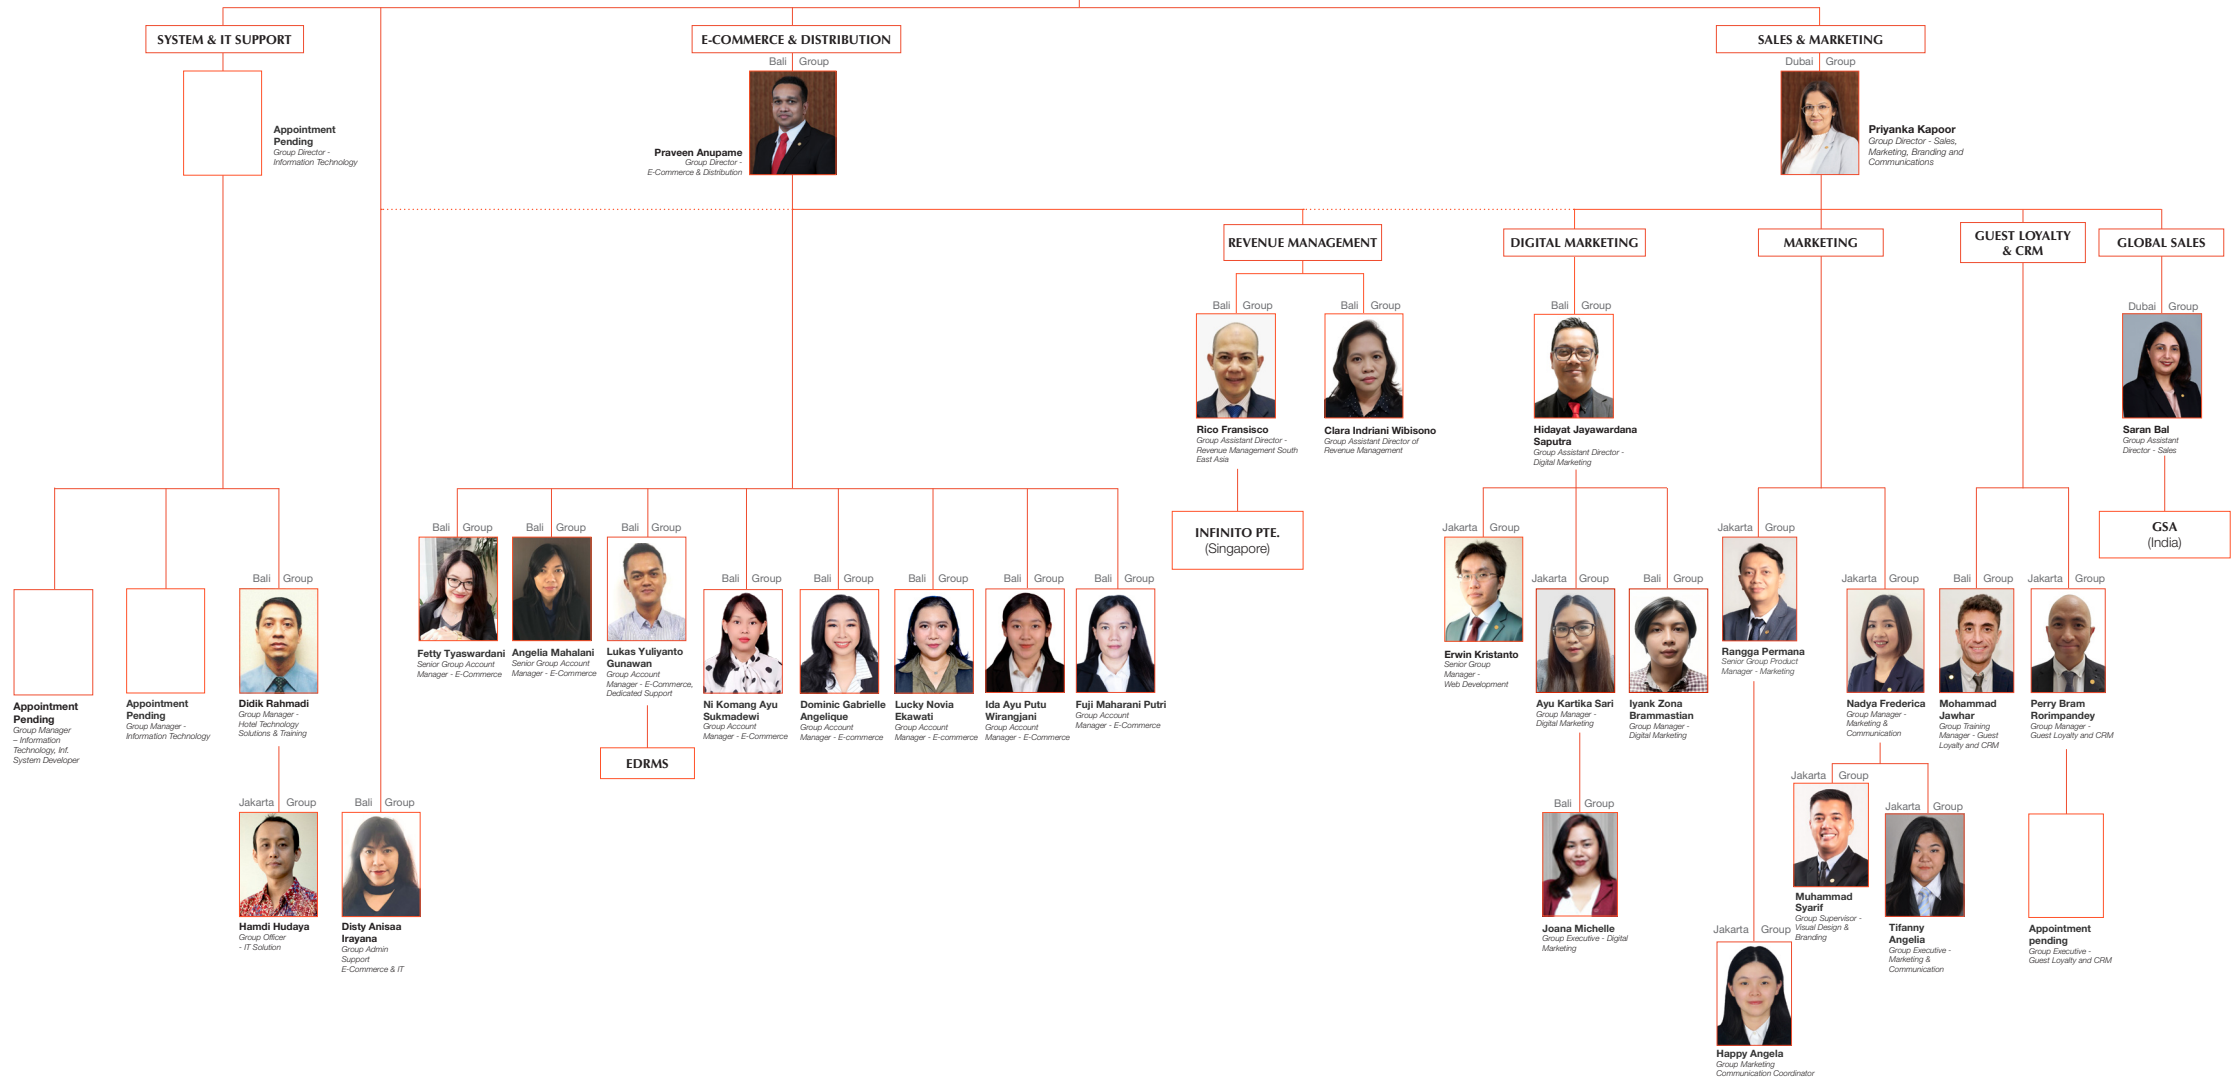 SYSTEM & IT SUPPORT
E-COMMERCE & DISTRIBUTION
SALES & MARKETING
Bali Group
Dubai Group
Appointment
Pending
Group Director -
Information Technology
Praveen Anupame
Group Director -
E-Commerce & Distribution
Priyanka Kapoor
Group Director - Sales,
Marketing, Branding and
Communications
REVENUE MANAGEMENT
DIGITAL MARKETING
MARKETING
GUEST LOYALTY
& CRM
GLOBAL SALES
Bali Group
Rico Fransisco
Group Assistant Director -
Revenue Management South
East Asia
Bali Group
Clara Indriani Wibisono
Group Assistant Director of
Revenue Management
Bali Group
Hidayat Jayawardana
Saputra
Group Assistant Director -
Digital Marketing
Dubai Group
Saran Bal
Group Assistant
Director - Sales
INFINITO PTE.
(Singapore)
GSA
(India)
Appointment
Pending
Group Manager
– Information
Technology, Inf.
System Developer
Appointment
Pending
Group Manager -
Information Technology
Bali Group
Didik Rahmadi
Group Manager -
Hotel Technology
Solutions & Training
Bali Group
Fetty Tyaswardani
Senior Group Account
Manager - E-Commerce
Bali Group
Angelia Mahalani
Senior Group Account
Manager - E-Commerce
Bali Group
Lukas Yuliyanto
Gunawan
Group Account
Manager - E-Commerce,
Dedicated Support
EDRMS
Bali Group
Ni Komang Ayu
Sukmadewi
Group Account
Manager - E-Commerce
Bali Group
Dominic Gabrielle
Angelique
Group Account
Manager - E-commerce
Bali Group
Lucky Novia
Ekawati
Group Account
Manager - E-commerce
Bali Group
Ida Ayu Putu
Wirangjani
Group Account
Manager - E-Commerce
Bali Group
Fuji Maharani Putri
Group Account
Manager - E-Commerce
Jakarta Group
Erwin Kristanto
Senior Group
Manager -
Web Development
Jakarta Group
Ayu Kartika Sari
Group Manager -
Digital Marketing
Bali Group
Iyank Zona
Brammastian
Group Manager -
Digital Marketing
Jakarta Group
Rangga Permana
Senior Group Product
Manager - Marketing
Jakarta Group
Nadya Frederica
Group Manager -
Marketing &
Communication
Bali Group
Mohammad
Jawhar
Group Training
Manager - Guest
Loyalty and CRM
Jakarta Group
Perry Bram
Rorimpandey
Group Manager -
Guest Loyalty and CRM
Jakarta Group
Hamdi Hudaya
Group Officer
- IT Solution
Bali Group
Disty Anisaa
Irayana
Group Admin
Support
E-Commerce & IT
Bali Group
Joana Michelle
Group Executive - Digital
Marketing
Jakarta Group
Muhammad
Syarif
Group Supervisor -
Visual Design &
Branding
Jakarta Group
Tifanny
Angelia
Group Executive -
Marketing &
Communication
Appointment
pending
Group Executive -
Guest Loyalty and CRM
Jakarta Group
Happy Angela
Group Marketing
Communication Coordinator